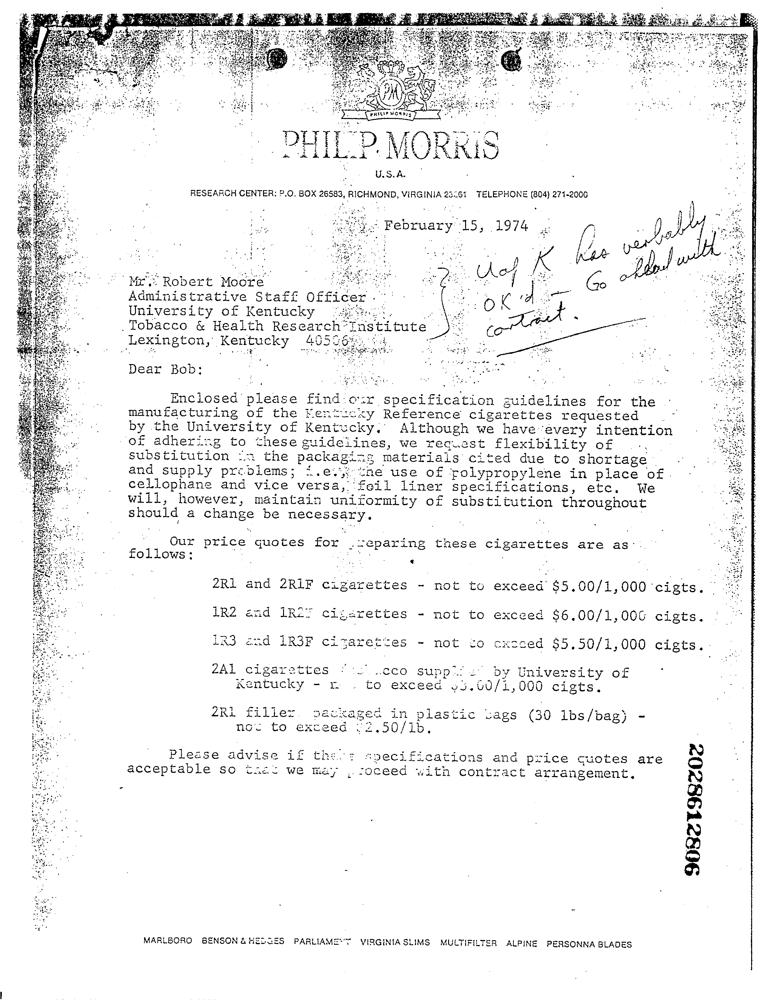 PM
PHILIP MORRIS
PHILIP MORRIS
U.S.A.
RESEARCH CENTER: P.O. BOX 26583, RICHMOND, VIRGINIA 23261 TELEPHONE (804) 271-2000
February 15, 1974
U of K has verbably
OK'd - Go ahead with
contract.
Mr. Robert Moore
Administrative Staff Officer
University of Kentucky
Tobacco & Health Research Institute
Lexington, Kentucky 40506
Dear Bob:
Enclosed please find our specification guidelines for the
manufacturing of the Kentucky Reference cigarettes requested
by the University of Kentucky. Although we have every intention
of adhering to these guidelines, we request flexibility of
substitution in the packaging materials cited due to shortage
and supply problems; i.e., the use of polypropylene in place of
cellophane and vice versa, foil liner specifications, etc. We
will, however, maintain uniformity of substitution throughout
should a change be necessary.
Our price quotes for preparing these cigarettes are as
follows:
2R1 and 2R1F cigarettes - not to exceed $5.00/1,000 cigts.
1R2 and 1R2F cigarettes - not to exceed $6.00/1,000 cigts.
1R3 and 1R3F cigarettes - not to exceed $5.50/1,000 cigts.
2A1 cigarettes by University of
Kentucky - to exceed cigts.
2R1 filler packaged in plastic bags (30 lbs/bag) -
not to exceed $2.50/lb.
Please advise if these specifications and price quotes are
acceptable so that we may proceed with contract arrangement.
2028612806
MARLBORO BENSON & HEDGES PARLIAMENT VIRGINIA SLIMS MULTIFILTER ALPINE PERSONNA BLADES